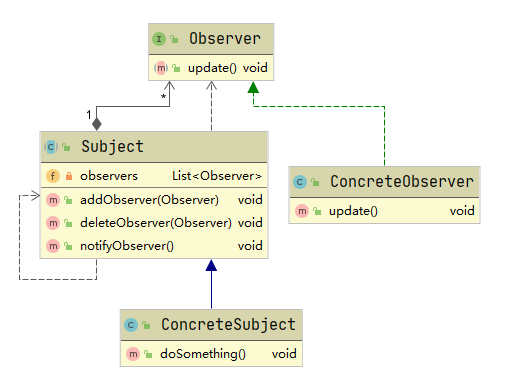 I Observer
m update() void
1
*
C Subject
f observers List<Observer>
m addObserver(Observer) void
m deleteObserver(Observer) void
m notifyObserver() void
C ConcreteObserver
m update() void
C ConcreteSubject
m doSomething() void